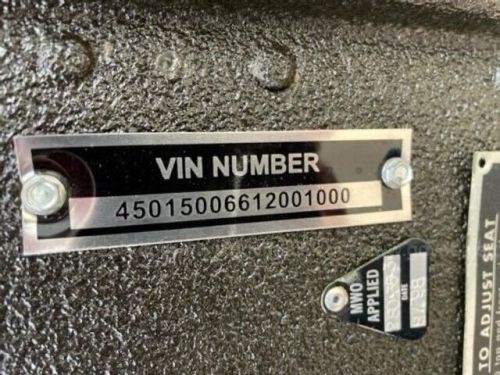 VIN NUMBER
45015006612001000
MWO
APPLIED
DATE
TO ADJUST SEAT